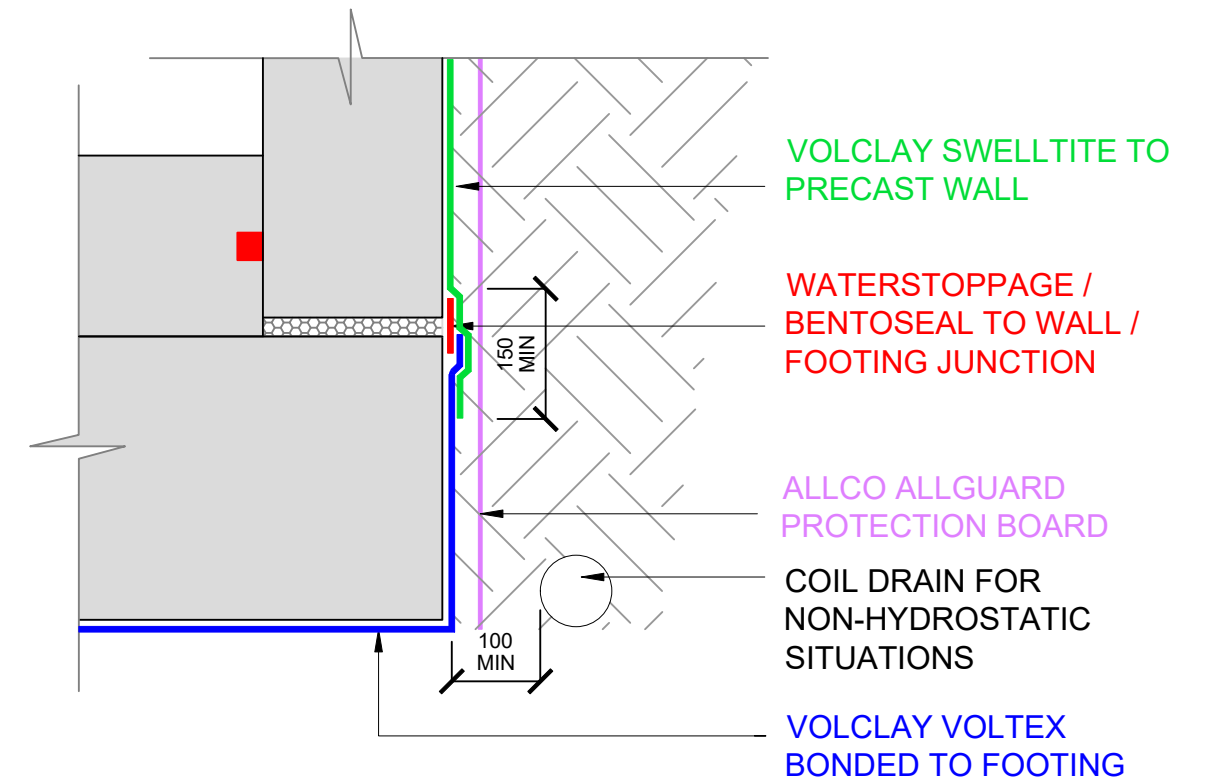 VOLCLAY SWELLTITE TO
PRECAST WALL
WATERSTOPPAGE /
BENTOSEAL TO WALL /
FOOTING JUNCTION
150
MIN
ALLCO ALLGUARD
PROTECTION BOARD
COIL DRAIN FOR
NON-HYDROSTATIC
SITUATIONS
100
MIN
VOLCLAY VOLTEX
BONDED TO FOOTING